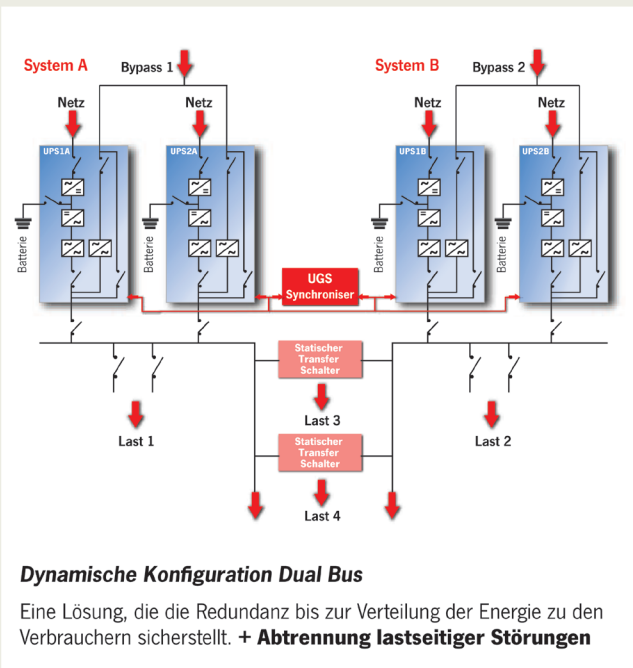 System A
Bypass 1
System B
Bypass 2
Netz
Netz
Netz
Netz
UPS1A
UPS2A
UPS1B
UPS2B
Batterie
Batterie
Batterie
Batterie
UGS
Synchroniser
Statischer
Transfer
Schalter
Last 3
Last 1
Last 2
Statischer
Transfer
Schalter
Last 4
Dynamische Konfiguration Dual Bus
Eine Lösung, die die Redundanz bis zur Verteilung der Energie zu den
Verbrauchern sicherstellt. + Abtrennung lastseitiger Störungen